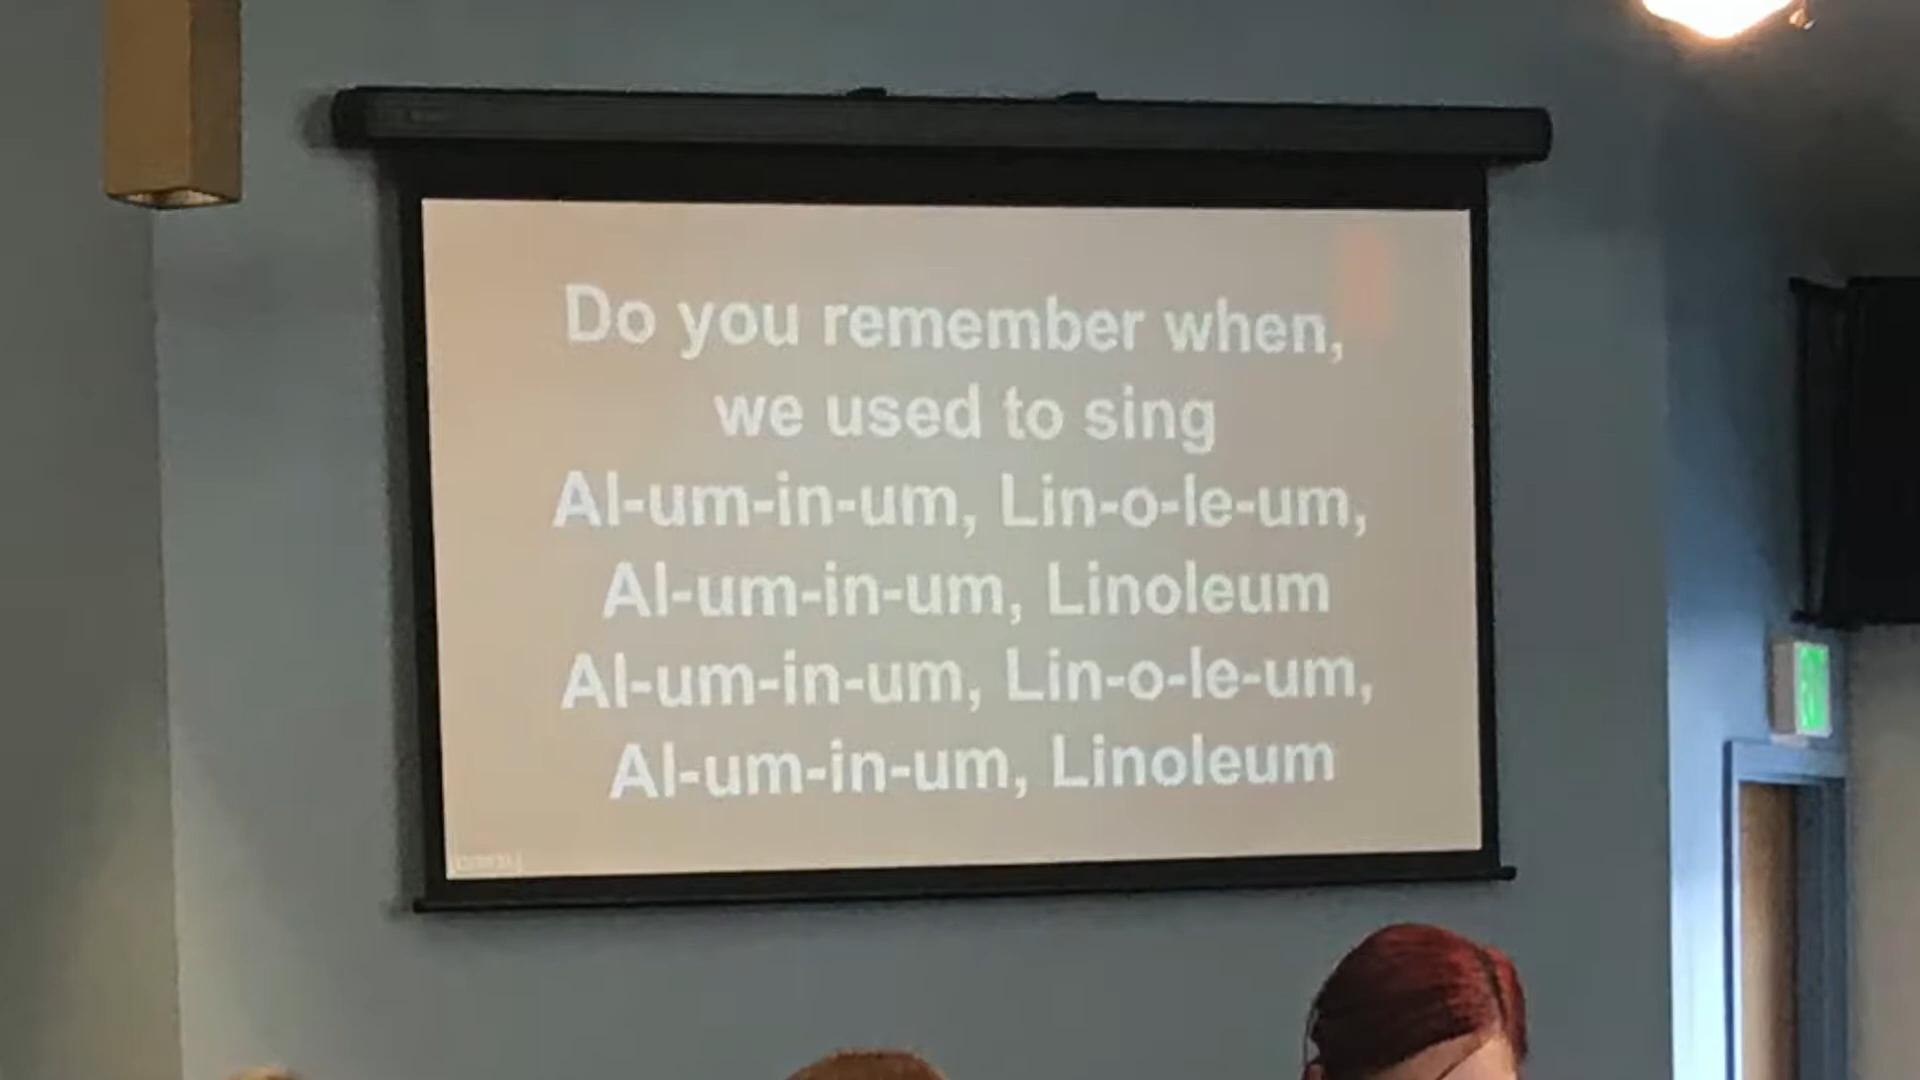 Do you remember when,
we used to sing
Al-um-in-um, Lin-o-le-um,
Al-um-in-um, Linoleum
Al-um-in-um, Lin-o-le-um,
Al-um-in-um, Linoleum